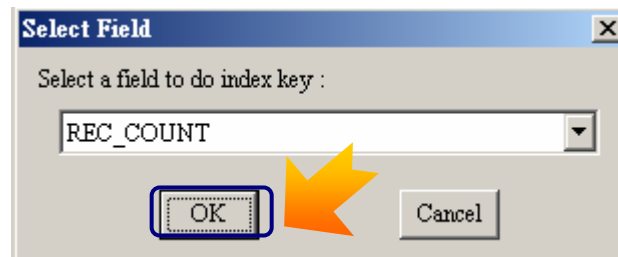 Select Field
Select a field to do index key :
REC_COUNT
OK Cancel